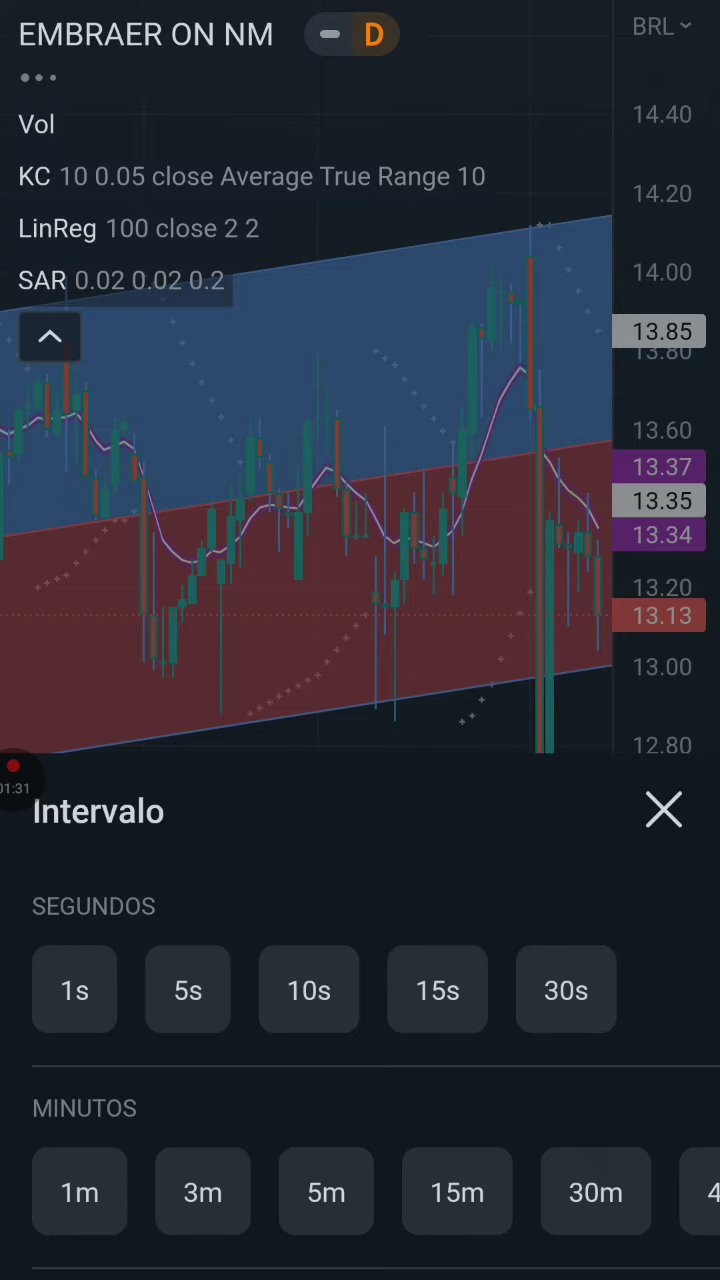 EMBRAER ON NM D BRL
Vol
KC 10 0.05 close Average True Range 10
LinReg 100 close 2 2
SAR 0.02 0.02 0.2
14.40
14.20
14.00
13.85
13.80
13.60
13.37
13.35
13.34
13.20
13.13
13.00
12.80
01:31
Intervalo
SEGUNDOS
1s 5s 10s 15s 30s
MINUTOS
1m 3m 5m 15m 30m 4